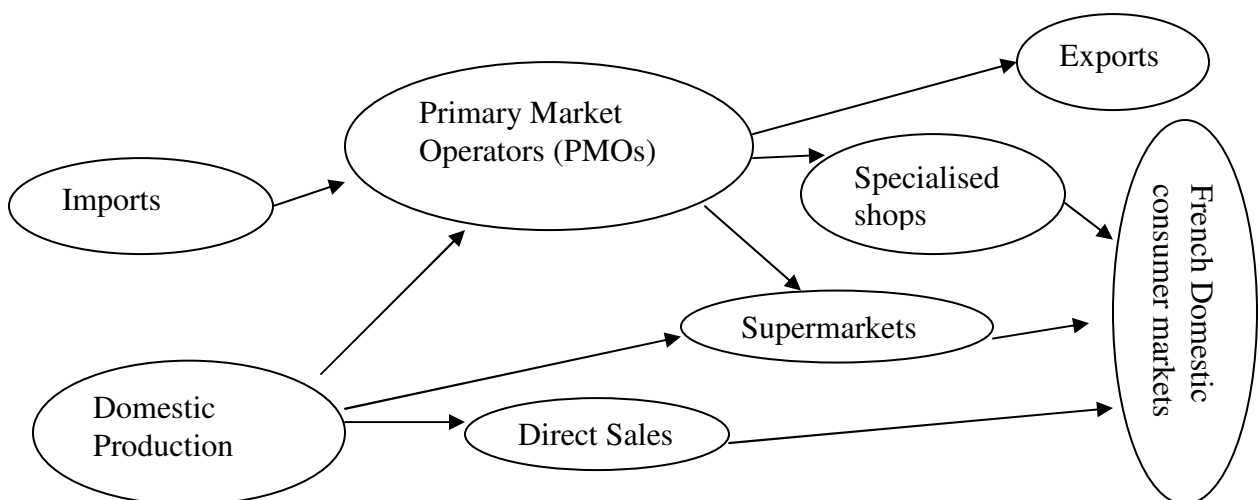 Exports
Primary Market
Operators (PMOs)
Specialised
shops
Imports
French Domestic
consumer markets
Supermarkets
Domestic
Production
Direct Sales